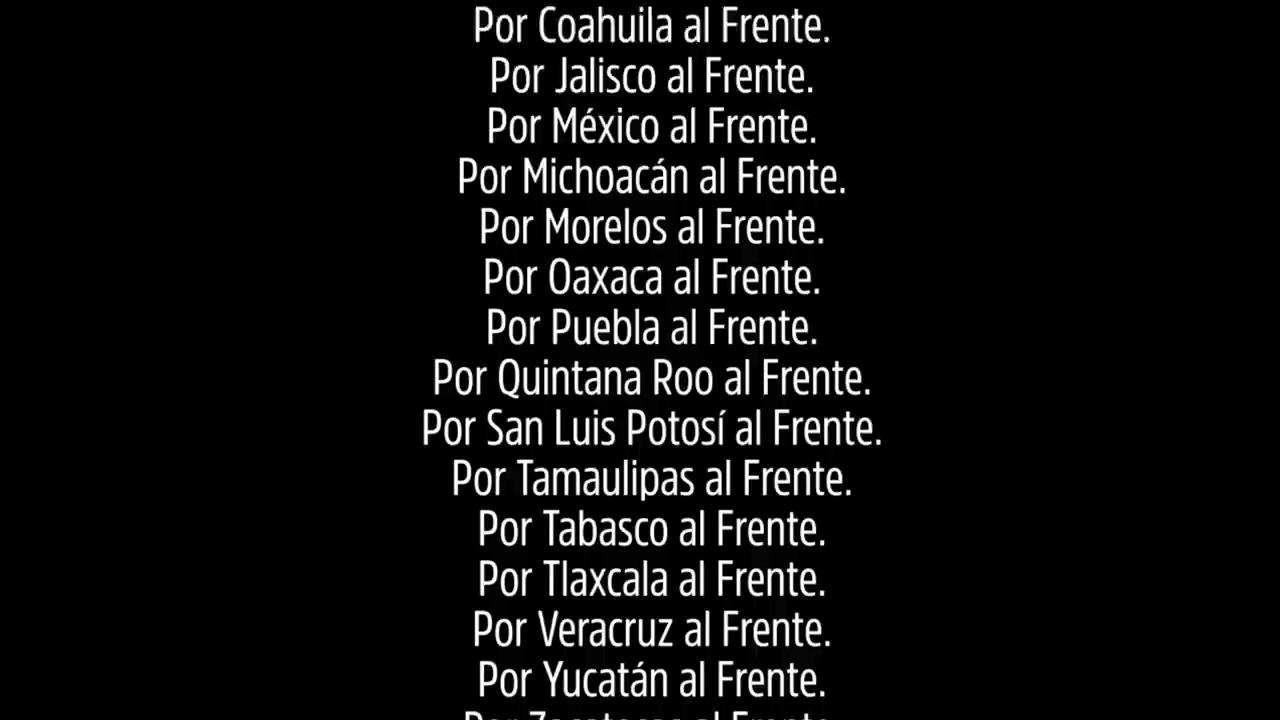 Por Coahuila al Frente.
Por Jalisco al Frente.
Por México al Frente.
Por Michoacán al Frente.
Por Morelos al Frente.
Por Oaxaca al Frente.
Por Puebla al Frente.
Por Quintana Roo al Frente.
Por San Luis Potosí al Frente.
Por Tamaulipas al Frente.
Por Tabasco al Frente.
Por Tlaxcala al Frente.
Por Veracruz al Frente.
Por Yucatán al Frente.
Por Zacatecas al Frente.